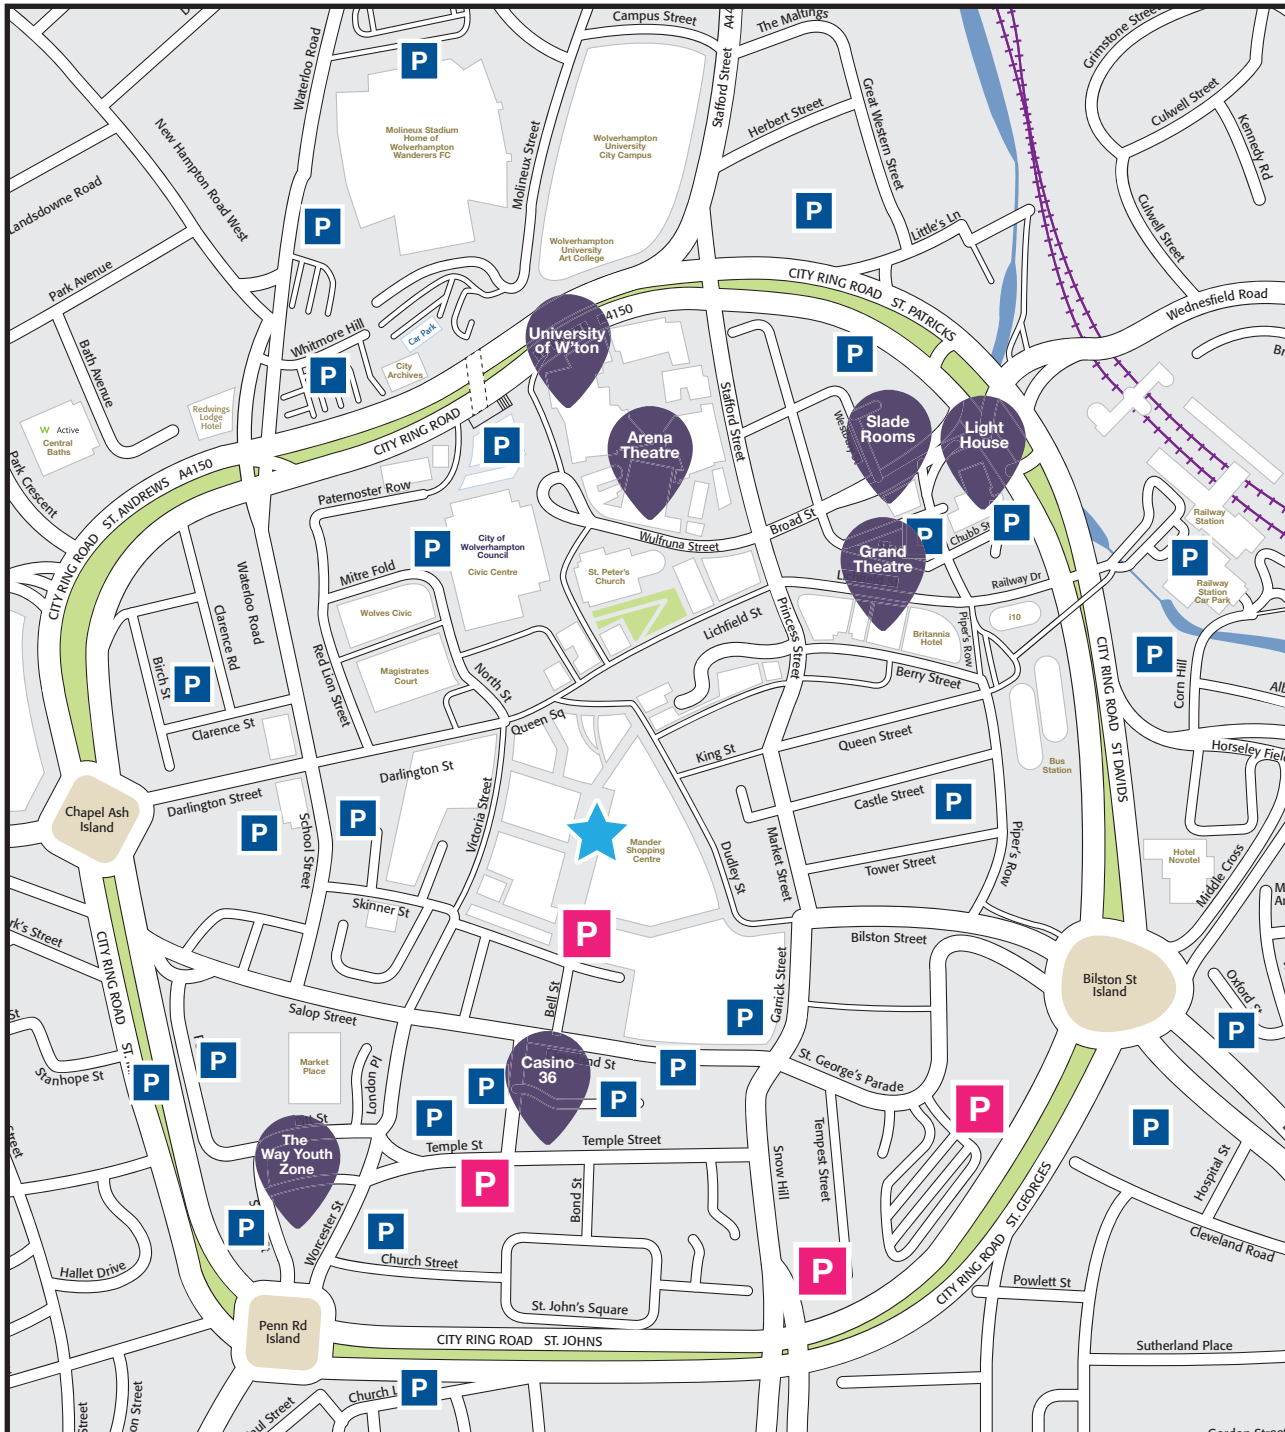 Campus Street
The Maltings
A44
Grimstone Street
Waterloo Road
P
Stafford Street
Culwell Street
Great Western Street
Herbert Street
Kennedy Rd
New Hampton Road West
Molineux Stadium
Home of
Wolverhampton
Wanderers FC
Molineux Street
Wolverhampton
University
City Campus
Landsdowne Road
P
P
Little's Ln
Culwell Street
Wolverhampton
University
Art College
Park Avenue
CITY RING ROAD ST. PATRICKS
Wednesfield Road
A4150
Whitmore Hill
Car Park
University
of W'ton
P
Bath Avenue
City
Archives
P
Stafford Street
Redwings
Lodge
Hotel
W Active
Central
Baths
CITY RING ROAD
P
Arena
Theatre
Slade
Rooms
Light
House
Park Crescent
CITY RING ROAD ST. ANDREWS A4150
Paternoster Row
Broad St
P
P
Chubb St
Railway
Station
P
City of
Wolverhampton
Council
Civic Centre
Wulfruna Street
Grand
Theatre
P
Mitre Fold
St. Peter's
Church
Railway Dr
Railway
Station
Car Park
Waterloo Road
Clarence Rd
Wolves Civic
Lichfield St
Princess Street
i10
Britannia
Hotel
Piper's Row
Birch St
P
Red Lion Street
Magistrates
Court
North St
Berry Street
P
Corn Hill
CITY RING ROAD ST DAVIDS
Clarence St
Queen Sq
King St
Queen Street
Horseley Fields
Bus
Station
Darlington St
Chapel Ash
Island
Darlington Street
P
P
School Street
Victoria Street
Mander
Shopping
Centre
Castle Street
P
Market Street
Dudley St
Tower Street
Piper's Row
Hotel
Novotel
Middle Cross
Skinner St
P
Bilston Street
Bilston St
Island
CITY RING ROAD ST.
Salop Street
Bell St
Garrick Street
P
Oxford St
P
Stanhope St
P
P
Market
Place
London Pl
Casino
36
P
P
P
St. George's Parade
P
P
P
Temple St
Temple Street
Tempest Street
Snow Hill
The
Way Youth
Zone
P
Bond St
Hospital St
P
Worcester St
P
Church Street
Cleveland Road
CITY RING ROAD ST. GEORGES
Hallet Drive
P
Powlett St
St. John's Square
Penn Rd
Island
CITY RING ROAD ST. JOHNS
Sutherland Place
P